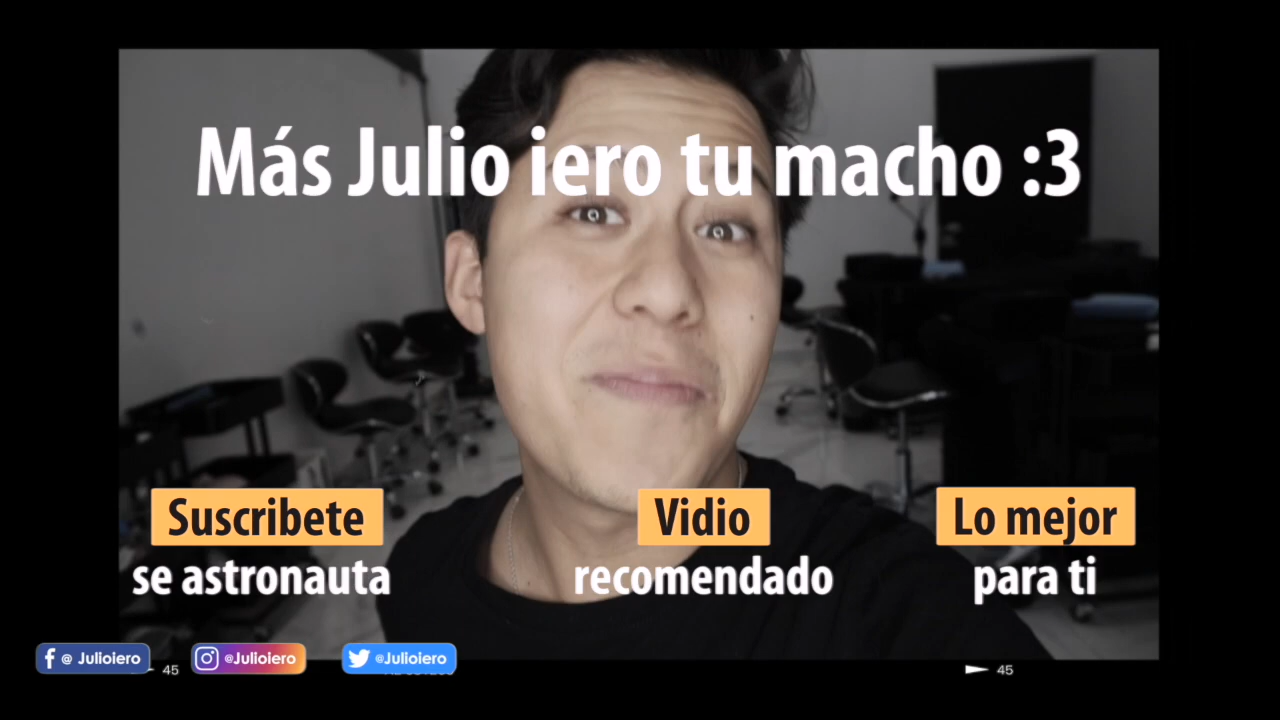 Más Julio iero tu macho :3
Suscribete
se astronauta
Vidio
recomendado
Lo mejor
para ti
@ Julioiero
@Julioiero
@Julioiero
45
45